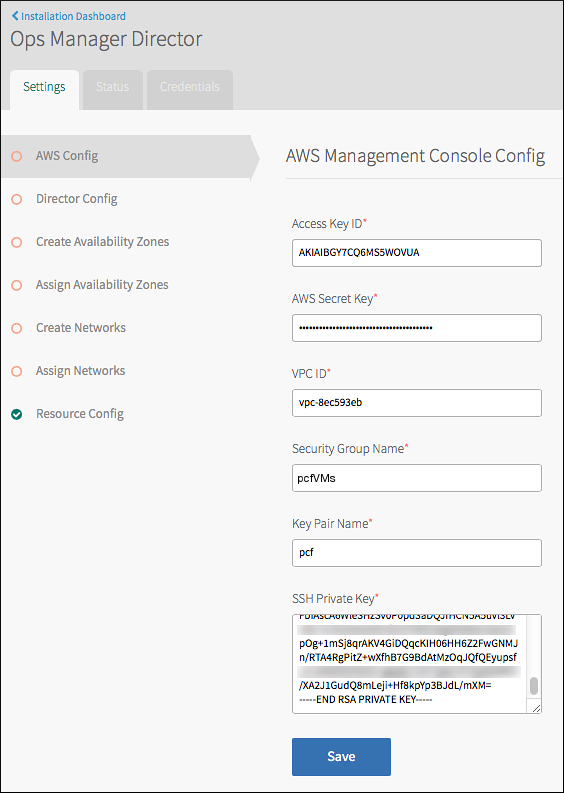 Installation Dashboard
Ops Manager Director
Settings
Status
Credentials
AWS Config
Director Config
Create Availability Zones
Assign Availability Zones
Create Networks
Assign Networks
Resource Config
AWS Management Console Config
Access Key ID*
AKIAIBGY7CQ6MS5WOVUA
AWS Secret Key*
VPC ID*
vpc-8ec593eb
Security Group Name*
pcfVMs
Key Pair Name*
pcf
SSH Private Key*
pOg+1mSj8qrAKV4GiDQqcKIH06HH6Z2FwGNMJ
n/RTA4RgPitZ+wXfhB7G9BdAtMzOqJQfQEyupsf
/XA2J1GudQ8mLeji+Hf8kpYp3BJdL/mXM=
-----END RSA PRIVATE KEY-----
Save